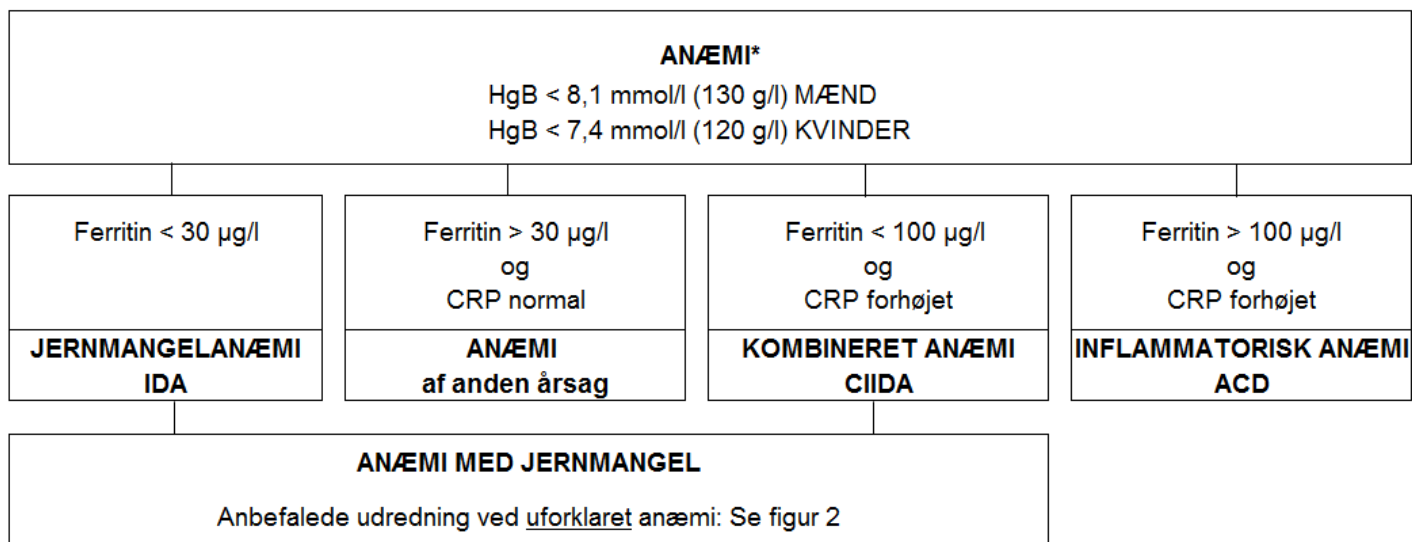 ANÆMI*
HgB < 8,1 mmol/l (130 g/l) MÆND
HgB < 7,4 mmol/l (120 g/l) KVINDER
Ferritin < 30 µg/l
JERNMANGELANÆMI
IDA
Ferritin > 30 µg/l
og
CRP normal
ANÆMI
af anden årsag
Ferritin < 100 µg/l
og
CRP forhøjet
KOMBINERET ANÆMI
CIIDA
Ferritin > 100 µg/l
og
CRP forhøjet
INFLAMMATORISK ANÆMI
ACD
ANÆMI MED JERNMANGEL
Anbefalede udredning ved uforklaret anæmi: Se figur 2